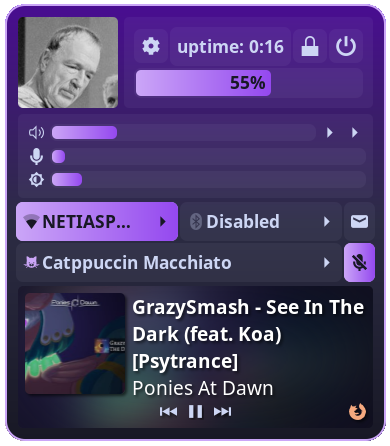 uptime: 0:16
55%
NETIASP...
Disabled
Catppuccin Macchiato
GrazySmash - See In The
Dark (feat. Koa)
[Psytrance]
Ponies At Dawn
Ponies Dawn